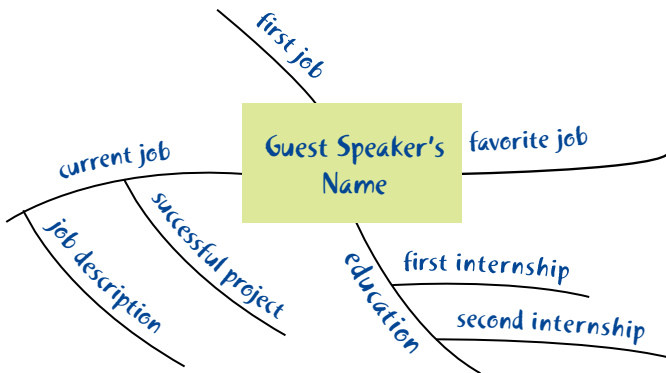 first job
Guest Speaker's
Name
favorite job
current job
successful project
job description
education
first internship
second internship